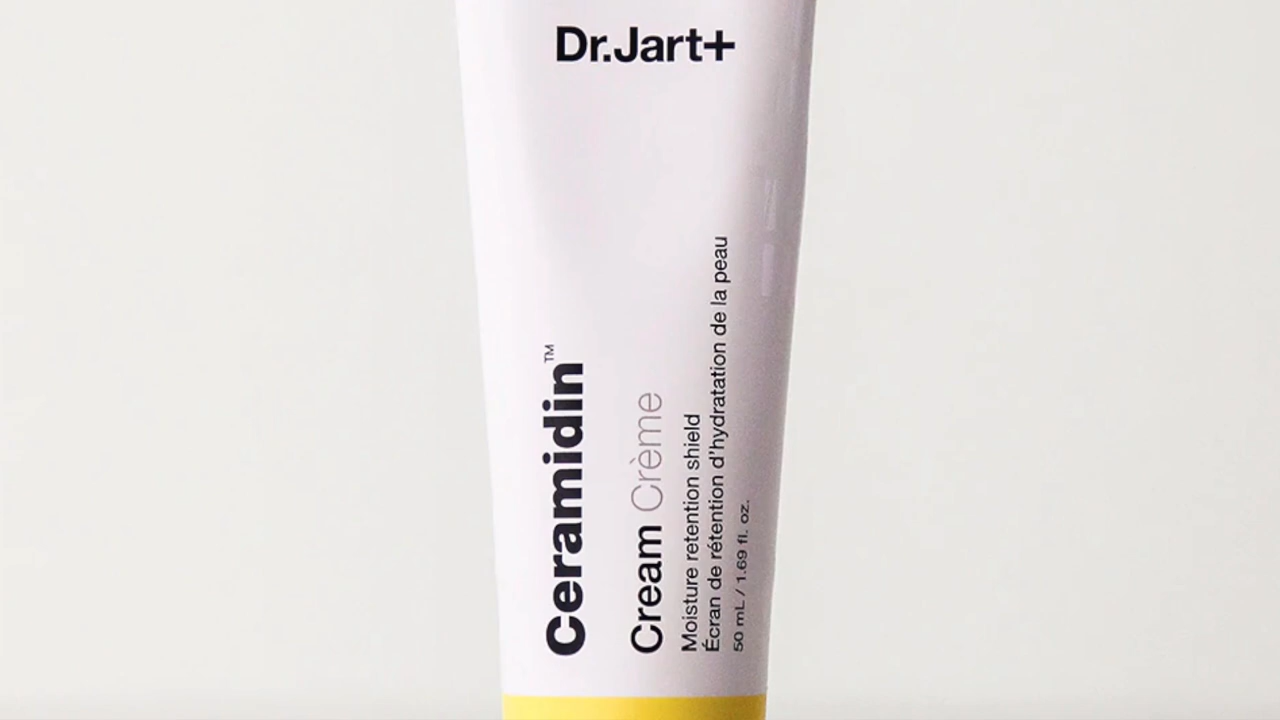 Dr.Jart+
Ceramidin™
Cream Crème
Moisture retention shield
Écran de rétention d'hydratation de la peau
50 mL / 1.69 fl. oz.